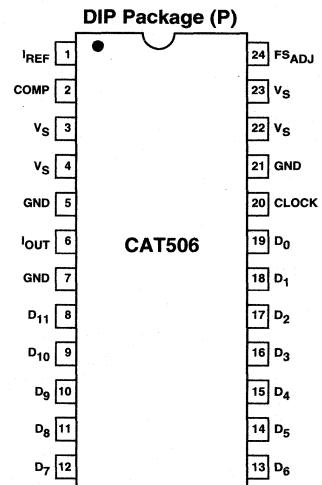 DIP Package (P)
IREF 1 24 FSADJ
COMP 2 23 VS
VS 3 22 VS
VS 4 21 GND
GND 5 20 CLOCK
IOUT 6 CAT506 19 D0
GND 7 18 D1
D11 8 17 D2
D10 9 16 D3
D9 10 15 D4
D8 11 14 D5
D7 12 13 D6